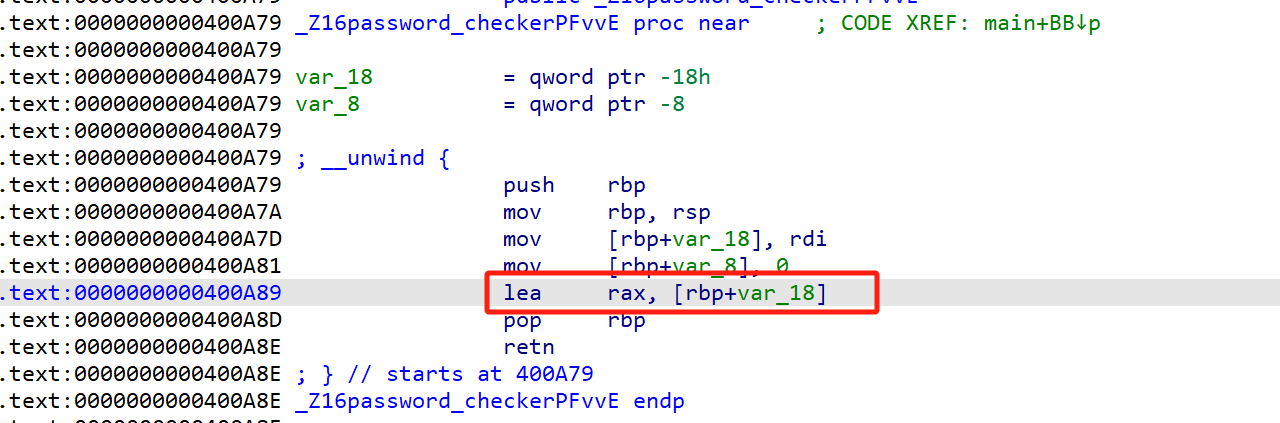 .text:0000000000400A79 public _Z16password_checkerPFvvE
.text:0000000000400A79 _Z16password_checkerPFvvE proc near ; CODE XREF: main+BB↓p
.text:0000000000400A79
.text:0000000000400A79 var_18 = qword ptr -18h
.text:0000000000400A79 var_8 = qword ptr -8
.text:0000000000400A79
.text:0000000000400A79 ; __unwind {
.text:0000000000400A79 push rbp
.text:0000000000400A7A mov rbp, rsp
.text:0000000000400A7D mov [rbp+var_18], rdi
.text:0000000000400A81 mov [rbp+var_8], 0
.text:0000000000400A89 lea rax, [rbp+var_18]
.text:0000000000400A8D pop rbp
.text:0000000000400A8E retn
.text:0000000000400A8E ; } // starts at 400A79
.text:0000000000400A8E _Z16password_checkerPFvvE endp